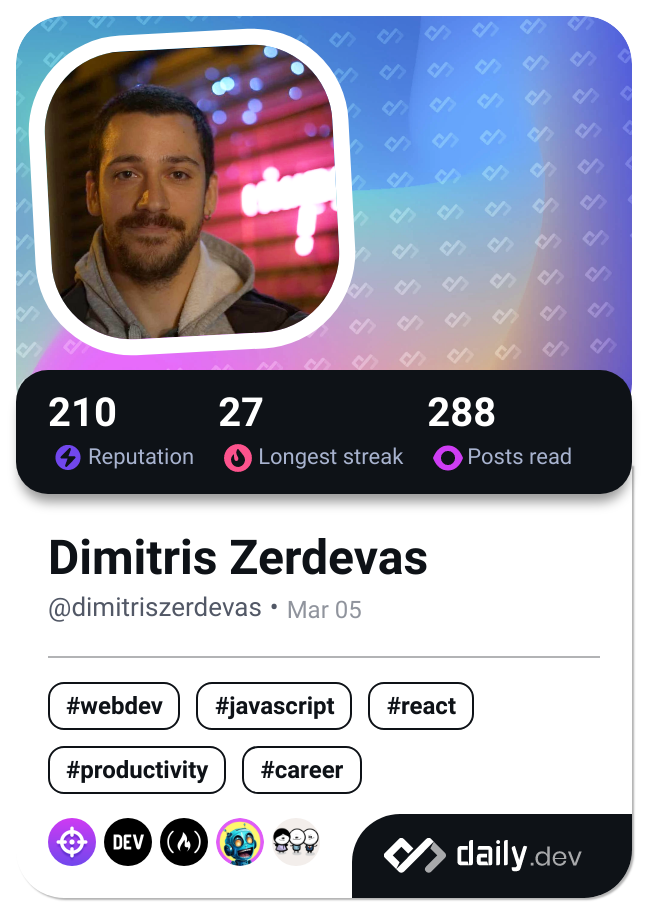 210 27 288
Reputation Longest streak Posts read
Dimitris Zerdevas
@dimitriszerdevas • Mar 05
#webdev #javascript #react
#productivity #career
DEV
daily.dev